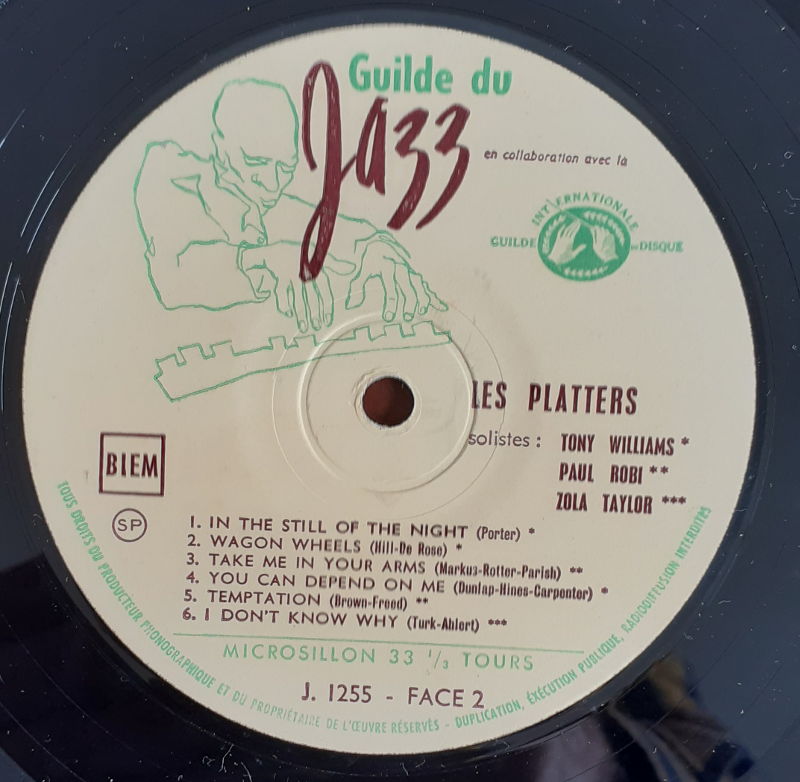 Guilde du
Jazz
en collaboration avec la
INTERNATIONALE
GUILDE DU DISQUE
LES PLATTERS
solistes : TONY WILLIAMS *
PAUL ROBI **
ZOLA TAYLOR ***
BIEM
SP
1. IN THE STILL OF THE NIGHT (Porter) *
2. WAGON WHEELS (Hill-De Rose) *
3. TAKE ME IN YOUR ARMS (Markus-Rotter-Parish) **
4. YOU CAN DEPEND ON ME (Dunlap-Hines-Carpenter) *
5. TEMPTATION (Brown-Freed) **
6. I DON'T KNOW WHY (Turk-Ahlert) ***
MICROSILLON 33 1/3 TOURS
J. 1255 - FACE 2
TOUS DROITS DU PRODUCTEUR PHONOGRAPHIQUE ET DU PROPRIÉTAIRE DE L'ŒUVRE RÉSERVÉS - DUPLICATION, EXÉCUTION PUBLIQUE, RADIODIFFUSION INTERDITES